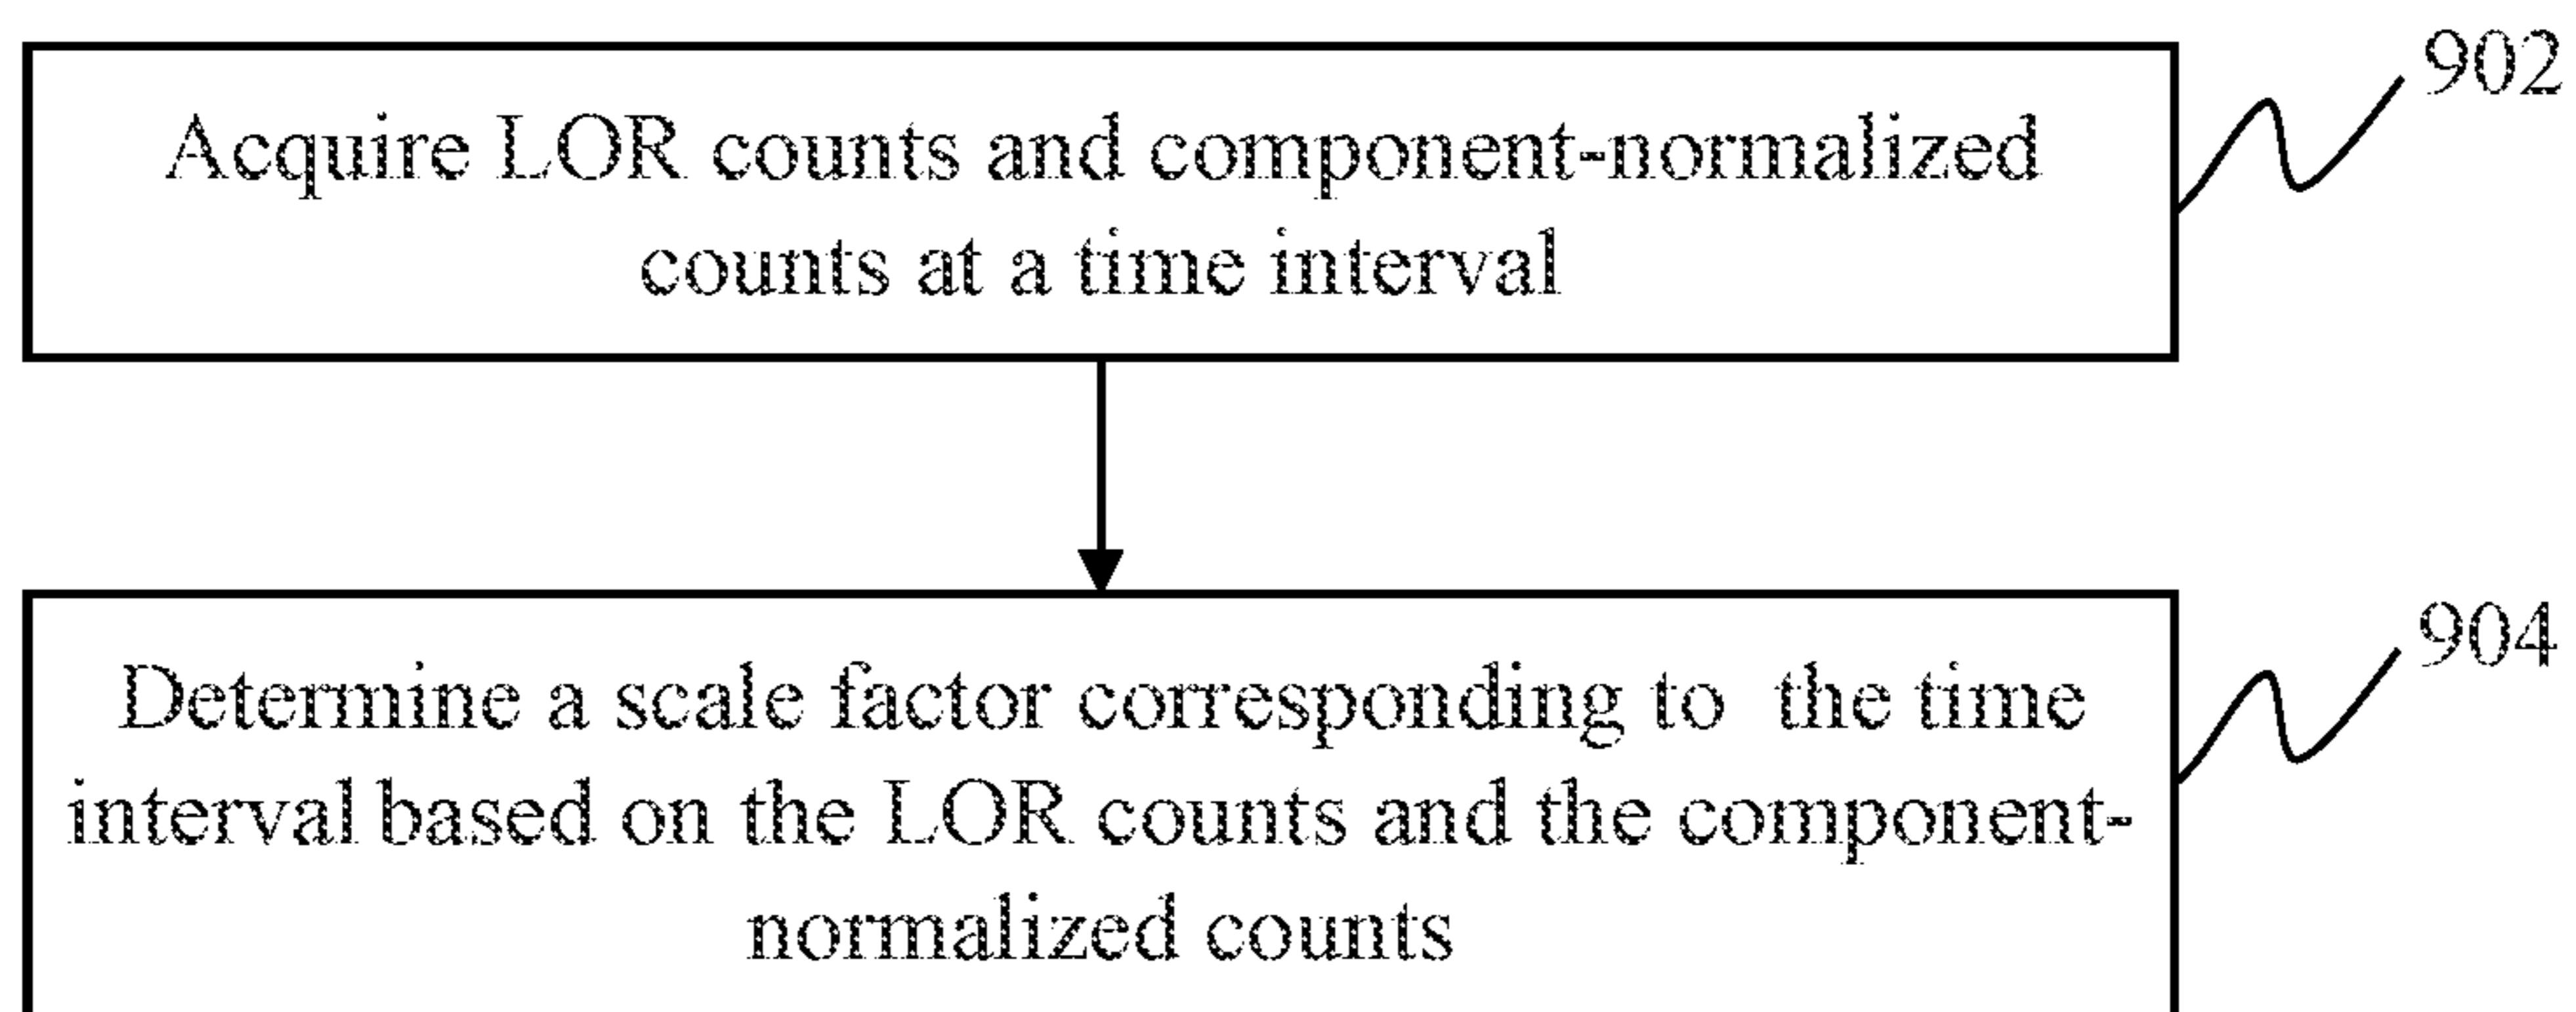 902
Acquire LOR counts and component-normalized
counts at a time interval
904
Determine a scale factor corresponding to the time
interval based on the LOR counts and the component-
normalized counts